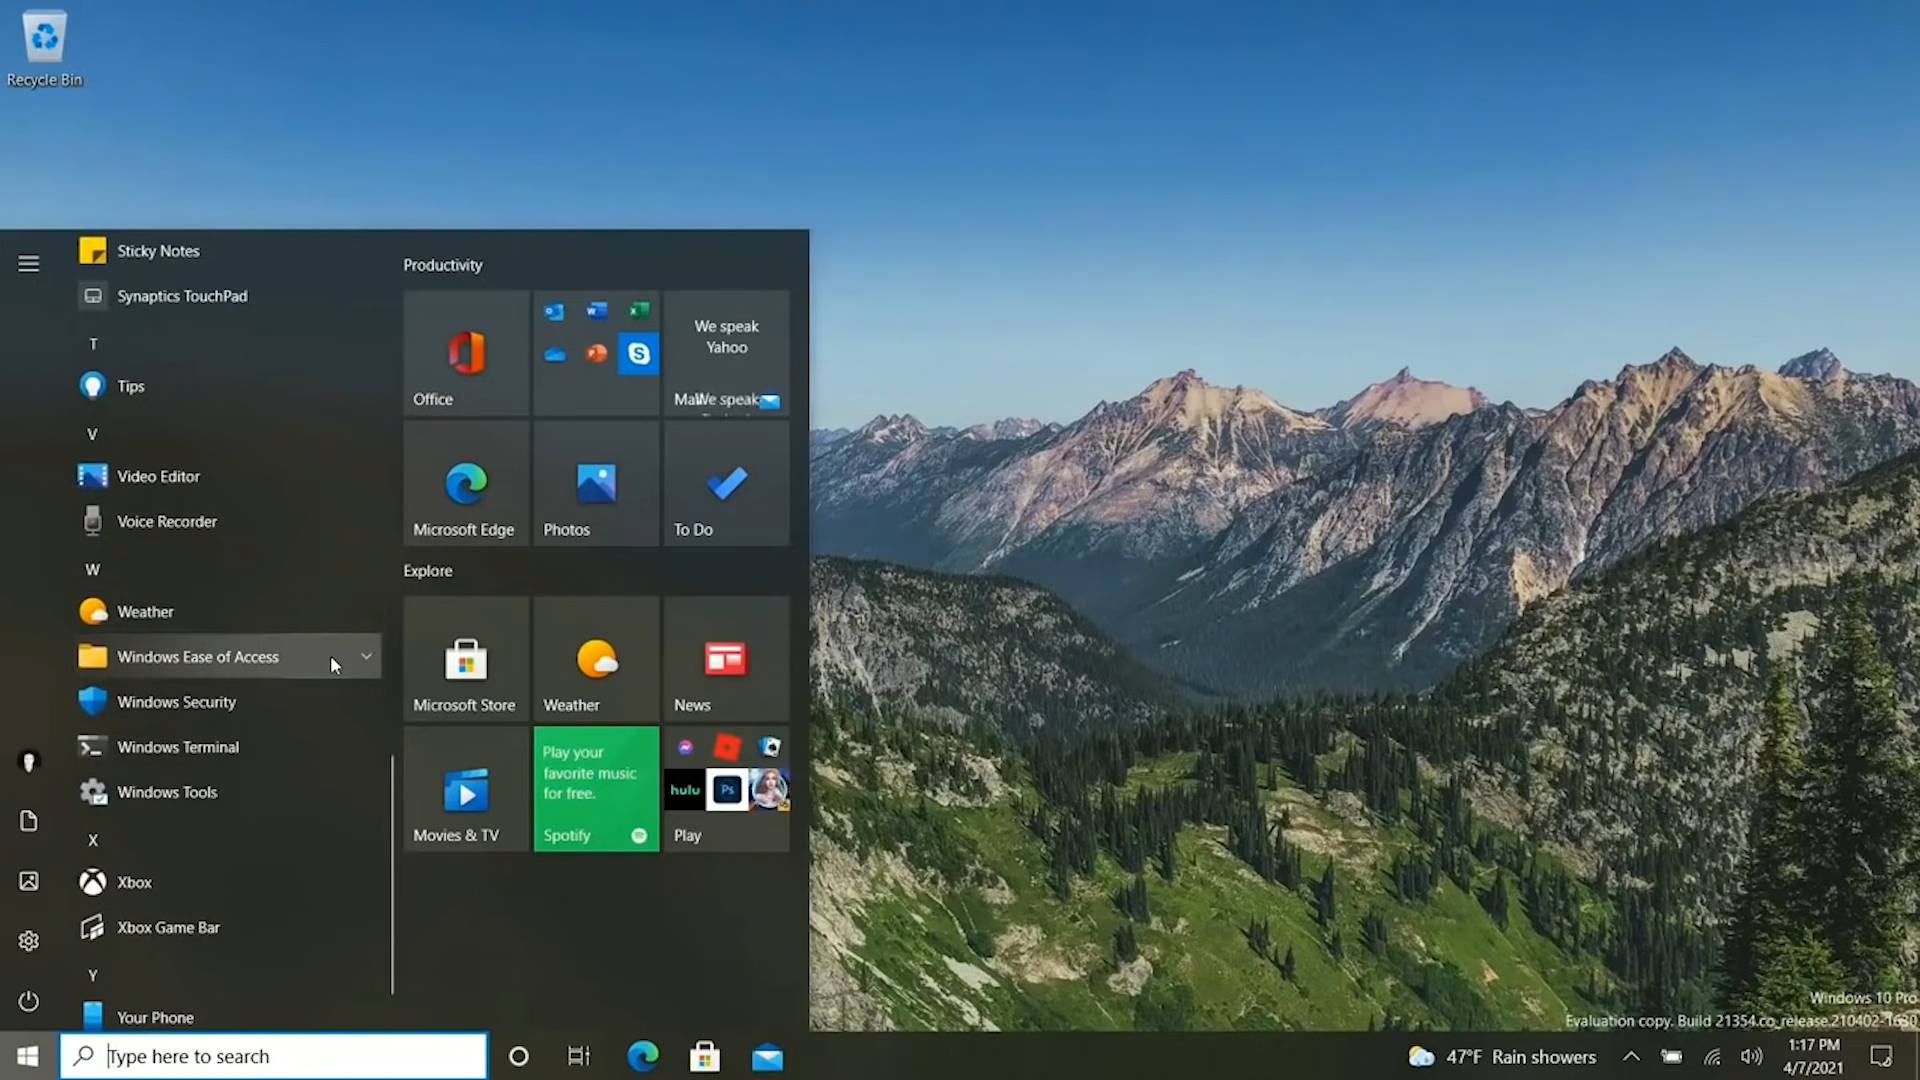 Recycle Bin
Sticky Notes
Synaptics TouchPad
T
Tips
V
Video Editor
Voice Recorder
W
Weather
Windows Ease of Access
Windows Security
Windows Terminal
Windows Tools
X
Xbox
Xbox Game Bar
Y
Your Phone
Productivity
Office
We speak
Yahoo
We speak
Microsoft Edge
Photos
To Do
Explore
Microsoft Store
Weather
News
Movies & TV
Play your
favorite music
for free.
Spotify
hulu
Ps
Play
Windows 10 Pro
Evaluation copy. Build 21354.co_release.210402-1630
Type here to search
47°F Rain showers
1:17 PM
4/7/2021